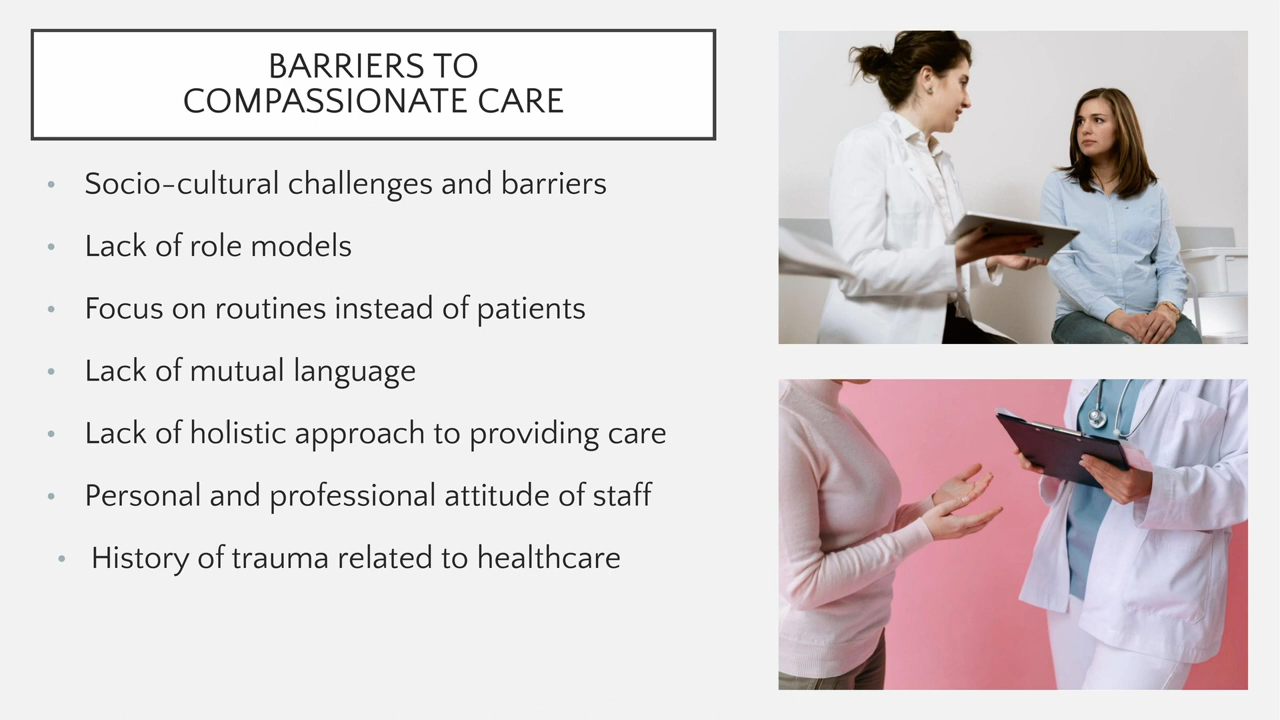 BARRIERS TO
COMPASSIONATE CARE
• Socio-cultural challenges and barriers
• Lack of role models
• Focus on routines instead of patients
• Lack of mutual language
• Lack of holistic approach to providing care
• Personal and professional attitude of staff
• History of trauma related to healthcare